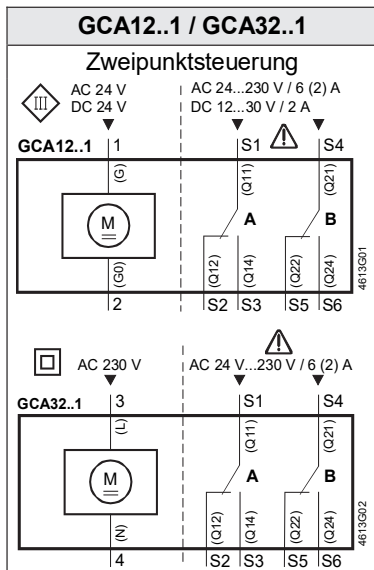 GCA12..1 / GCA32..1
Zweipunktsteuerung
III
AC 24 V
DC 24 V
AC 24...230 V / 6 (2) A
DC 12...30 V / 2 A
GCA12..1
1
S1
S4
(G)
(Q11)
(Q21)
M
A
B
(G0)
(Q12)
(Q14)
(Q22)
(Q24)
4613G01
2
S2
S3
S5
S6
AC 230 V
AC 24 V...230 V / 6 (2) A
GCA32..1
3
S1
S4
(L)
(Q11)
(Q21)
M
A
B
(N)
(Q12)
(Q14)
(Q22)
(Q24)
4613G02
4
S2
S3
S5
S6